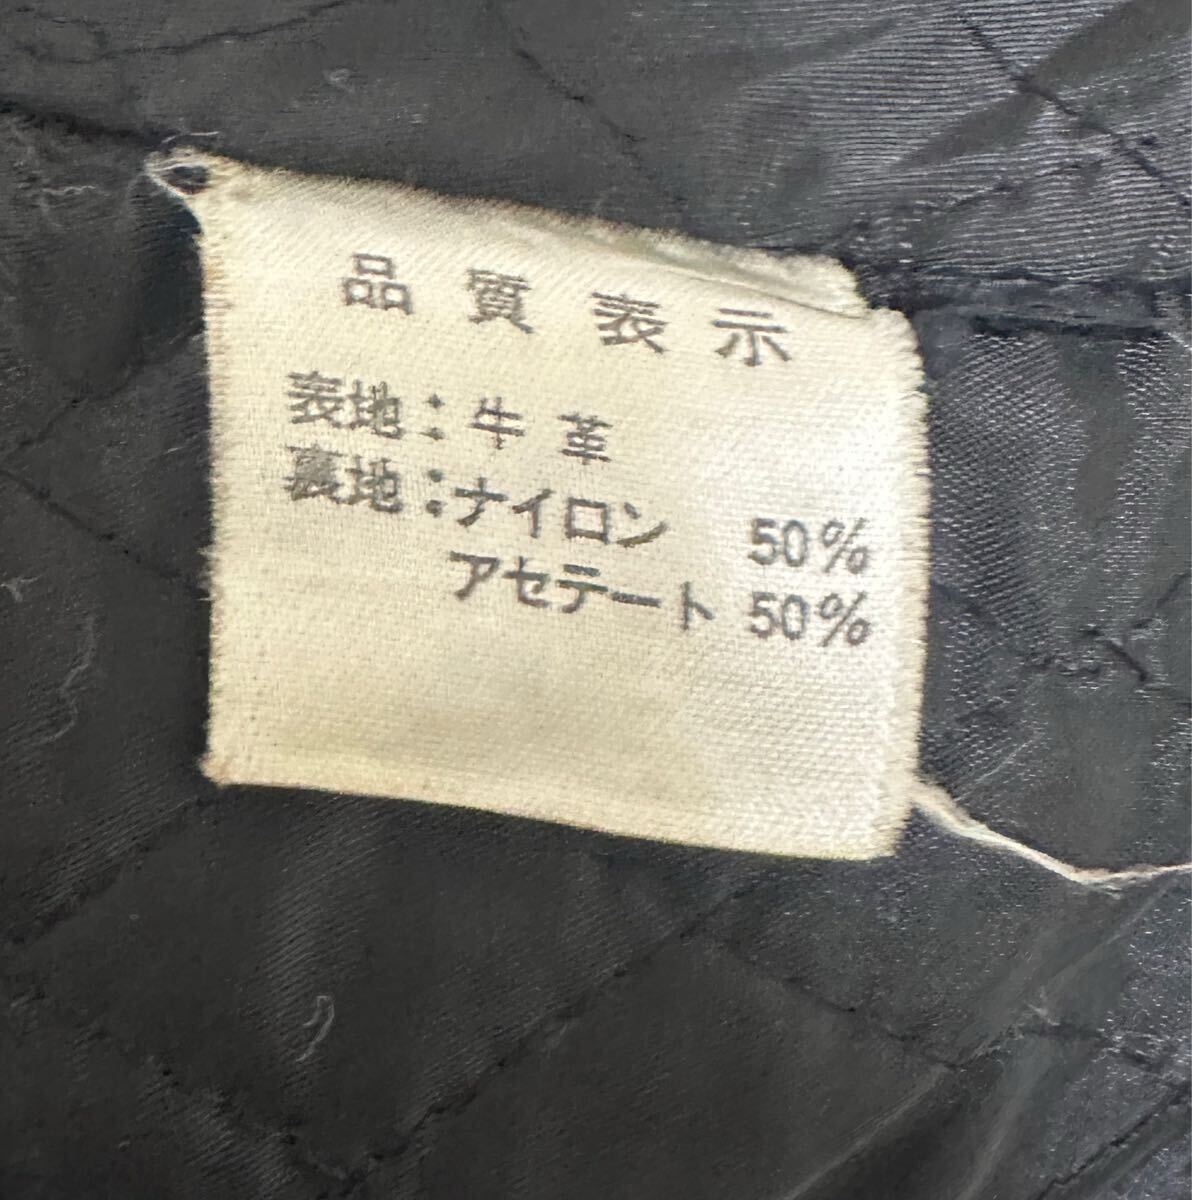 品質表示
表地：牛革
裏地：ナイロン 50%
アセテート 50%